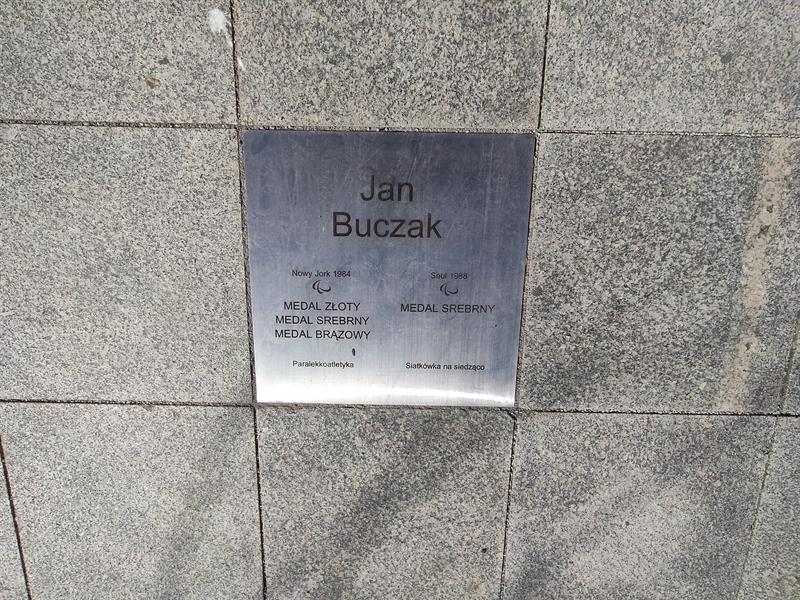 Jan
Buczak
Nowy Jork 1984
MEDAL ZŁOTY
MEDAL SREBRNY
MEDAL BRĄZOWY
Paralekkoatletyka
Seul 1988
MEDAL SREBRNY
Siatkówka na siedząco